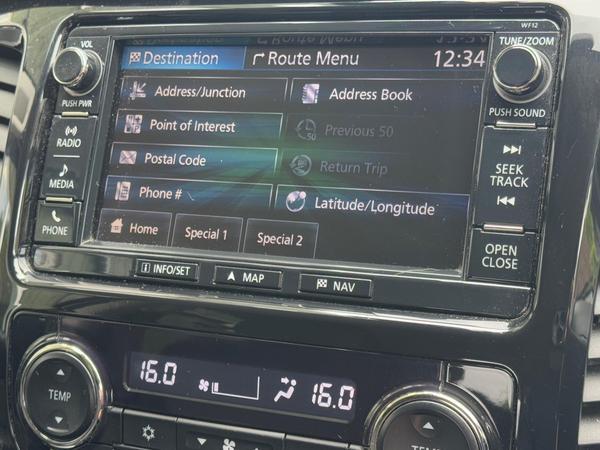 WF12
VOL
PUSH PWR
RADIO
MEDIA
PHONE
Destination
Route Menu
12:34
Address/Junction
Address Book
Point of Interest
50
Previous 50
Postal Code
Return Trip
Phone #
Latitude/Longitude
Home
Special 1
Special 2
TUNE/ZOOM
PUSH SOUND
SEEK
TRACK
OPEN
CLOSE
i INFO/SET
MAP
NAV
TEMP
16.0
16.0
TEMP